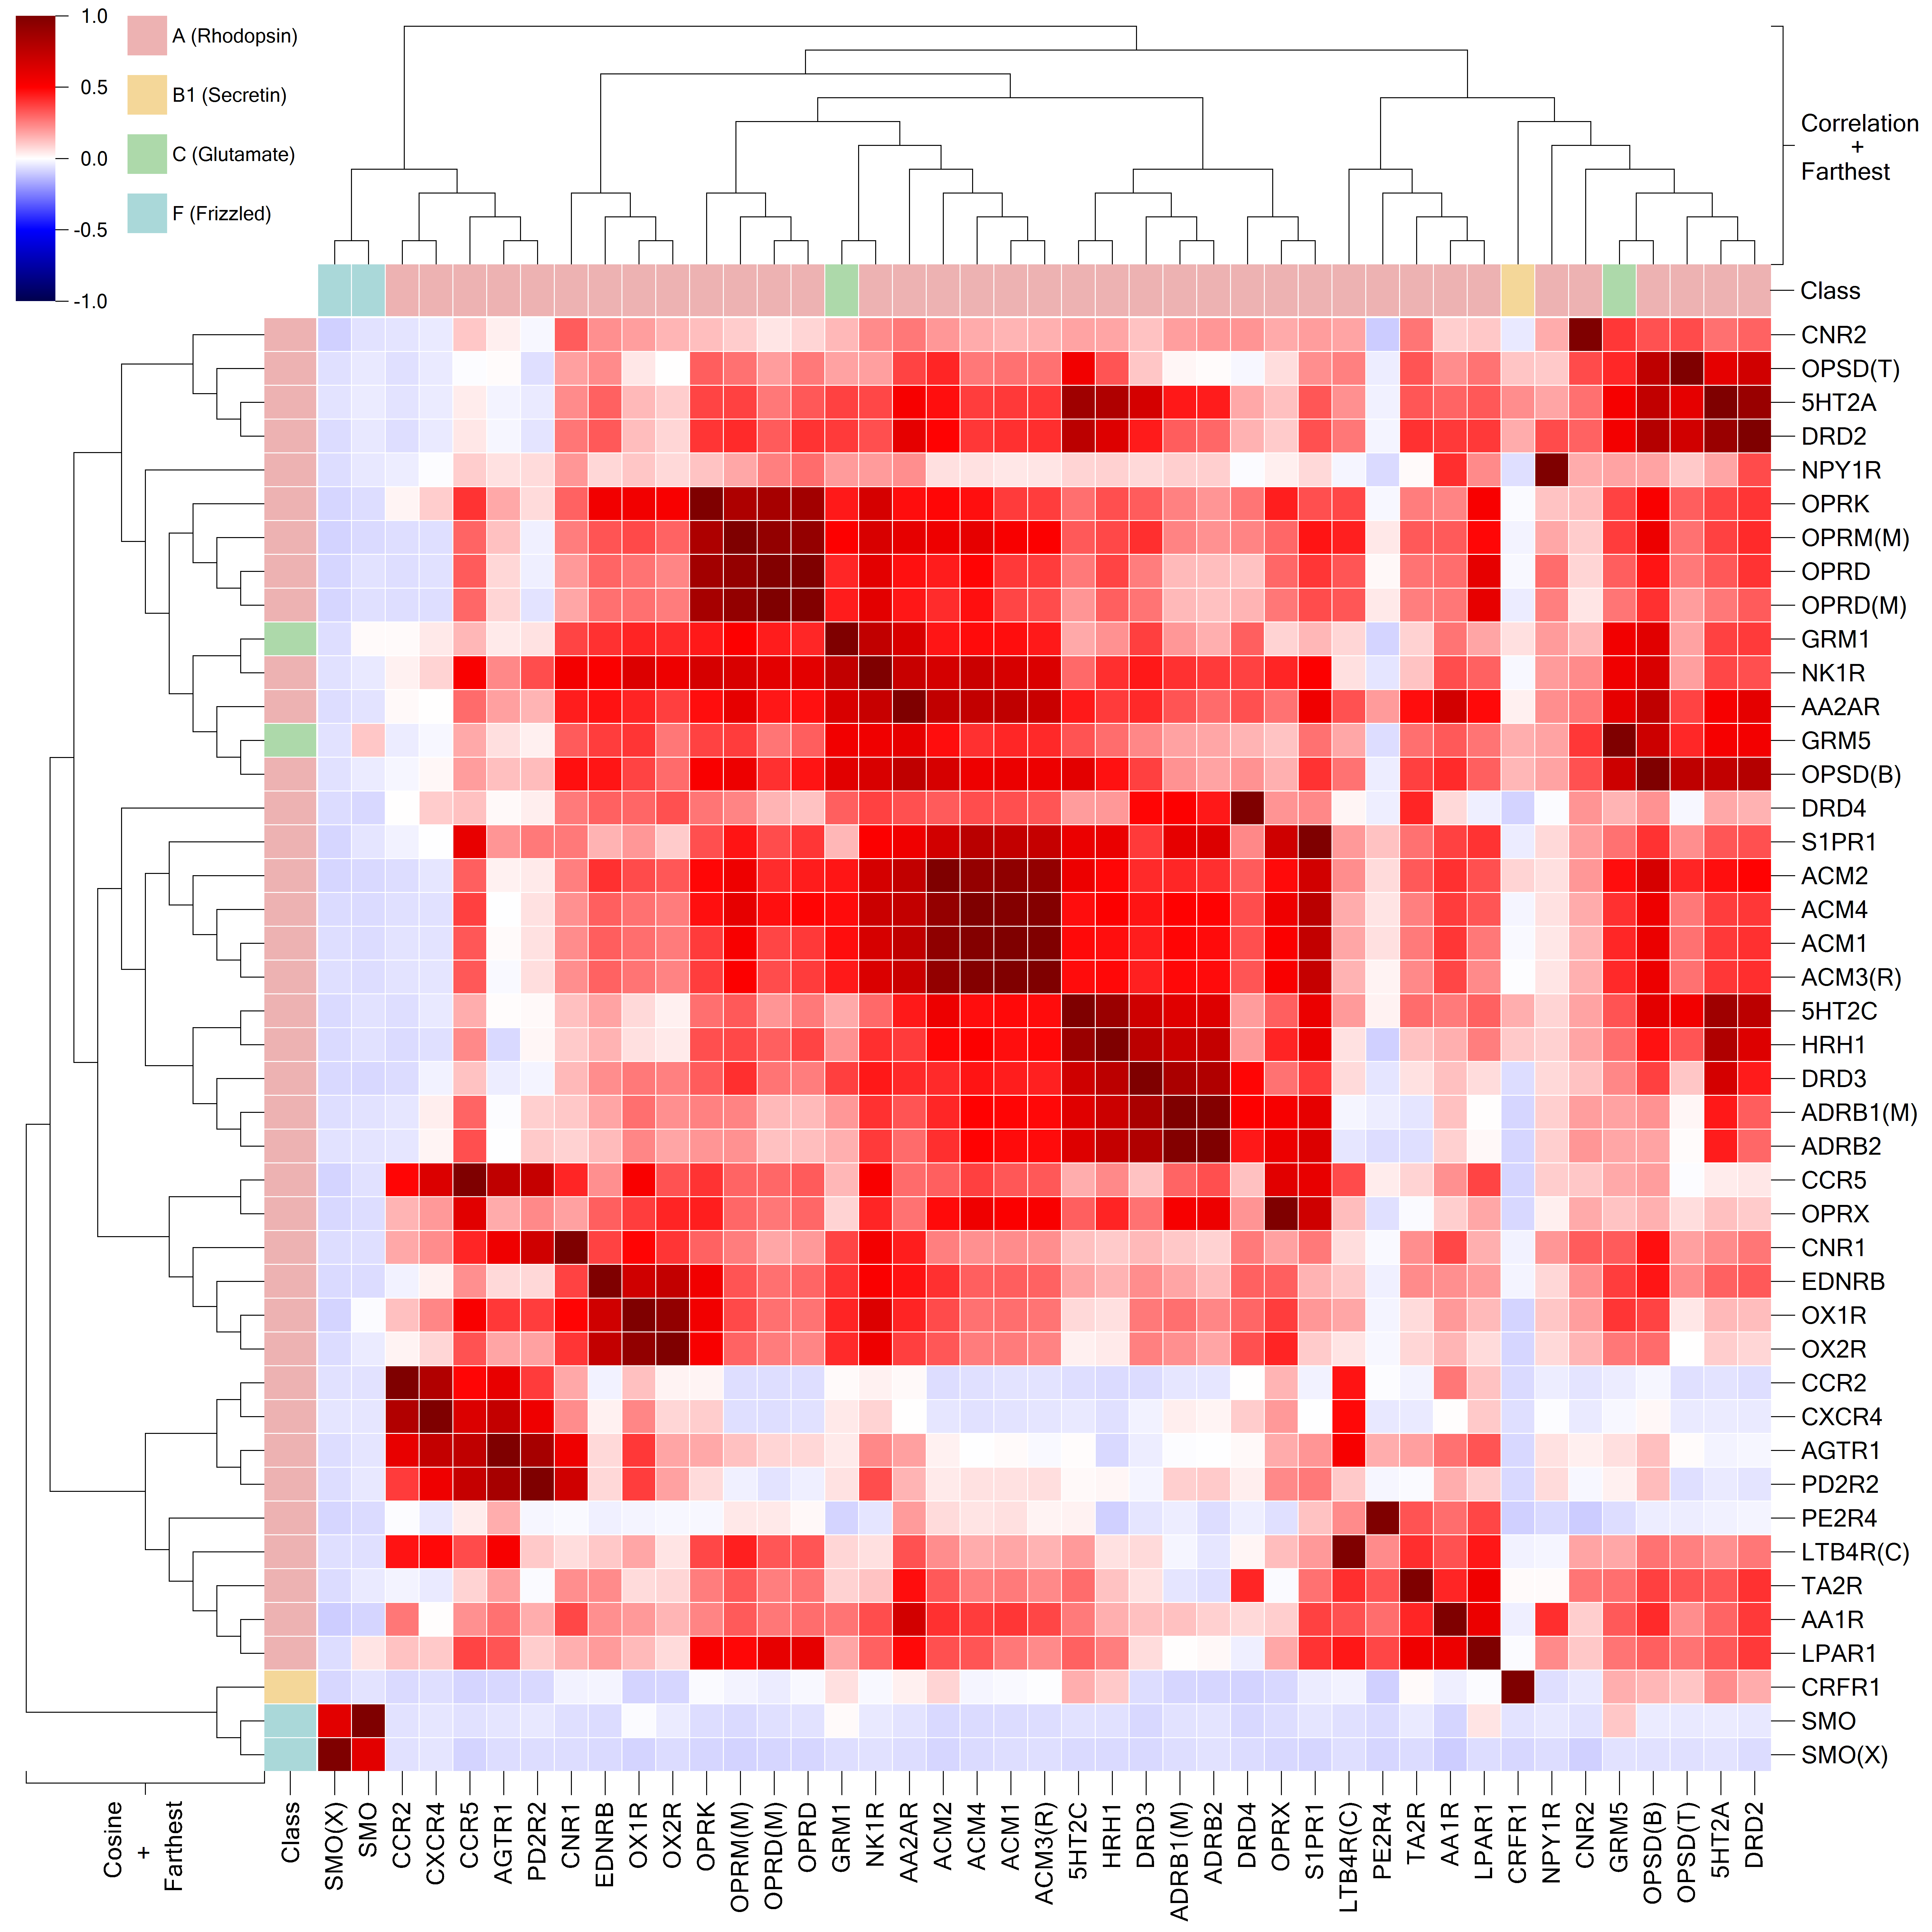 1.0
0.5
0.0
-0.5
-1.0
A (Rhodopsin)
B1 (Secretin)
C (Glutamate)
F (Frizzled)
Correlation
+
Farthest
Class
CNR2
OPSD(T)
5HT2A
DRD2
NPY1R
OPRK
OPRM(M)
OPRD
OPRD(M)
GRM1
NK1R
AA2AR
GRM5
OPSD(B)
DRD4
S1PR1
ACM2
ACM4
ACM1
ACM3(R)
5HT2C
HRH1
DRD3
ADRB1(M)
ADRB2
CCR5
OPRX
CNR1
EDNRB
OX1R
OX2R
CCR2
CXCR4
AGTR1
PD2R2
PE2R4
LTB4R(C)
TA2R
AA1R
LPAR1
CRFR1
SMO
SMO(X)
Cosine
+
Farthest
Class
SMO(X)
SMO
CCR2
CXCR4
CCR5
AGTR1
PD2R2
CNR1
EDNRB
OX1R
OX2R
OPRK
OPRM(M)
OPRD(M)
OPRD
GRM1
NK1R
AA2AR
ACM2
ACM4
ACM1
ACM3(R)
5HT2C
HRH1
DRD3
ADRB1(M)
ADRB2
DRD4
OPRX
S1PR1
LTB4R(C)
PE2R4
TA2R
AA1R
LPAR1
CRFR1
NPY1R
CNR2
GRM5
OPSD(B)
OPSD(T)
5HT2A
DRD2